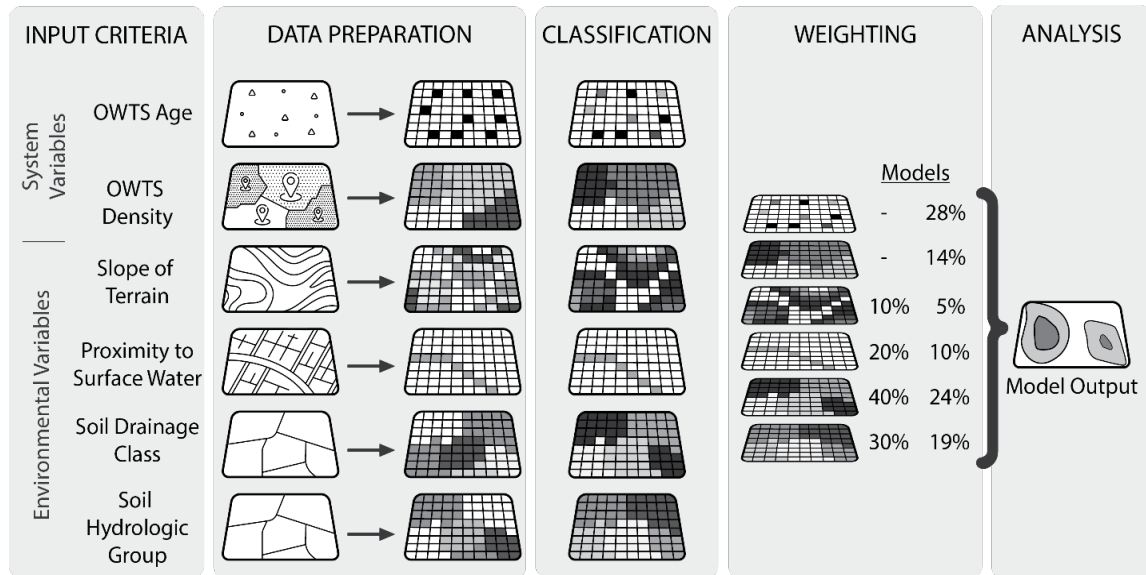 INPUT CRITERIA
DATA PREPARATION
CLASSIFICATION
WEIGHTING
ANALYSIS
System
Variables
OWTS Age
OWTS
Density
Environmental Variables
Slope of
Terrain
Proximity to
Surface Water
Soil Drainage
Class
Soil
Hydrologic
Group
Models
- 28%
- 14%
10% 5%
20% 10%
40% 24%
30% 19%
Model Output